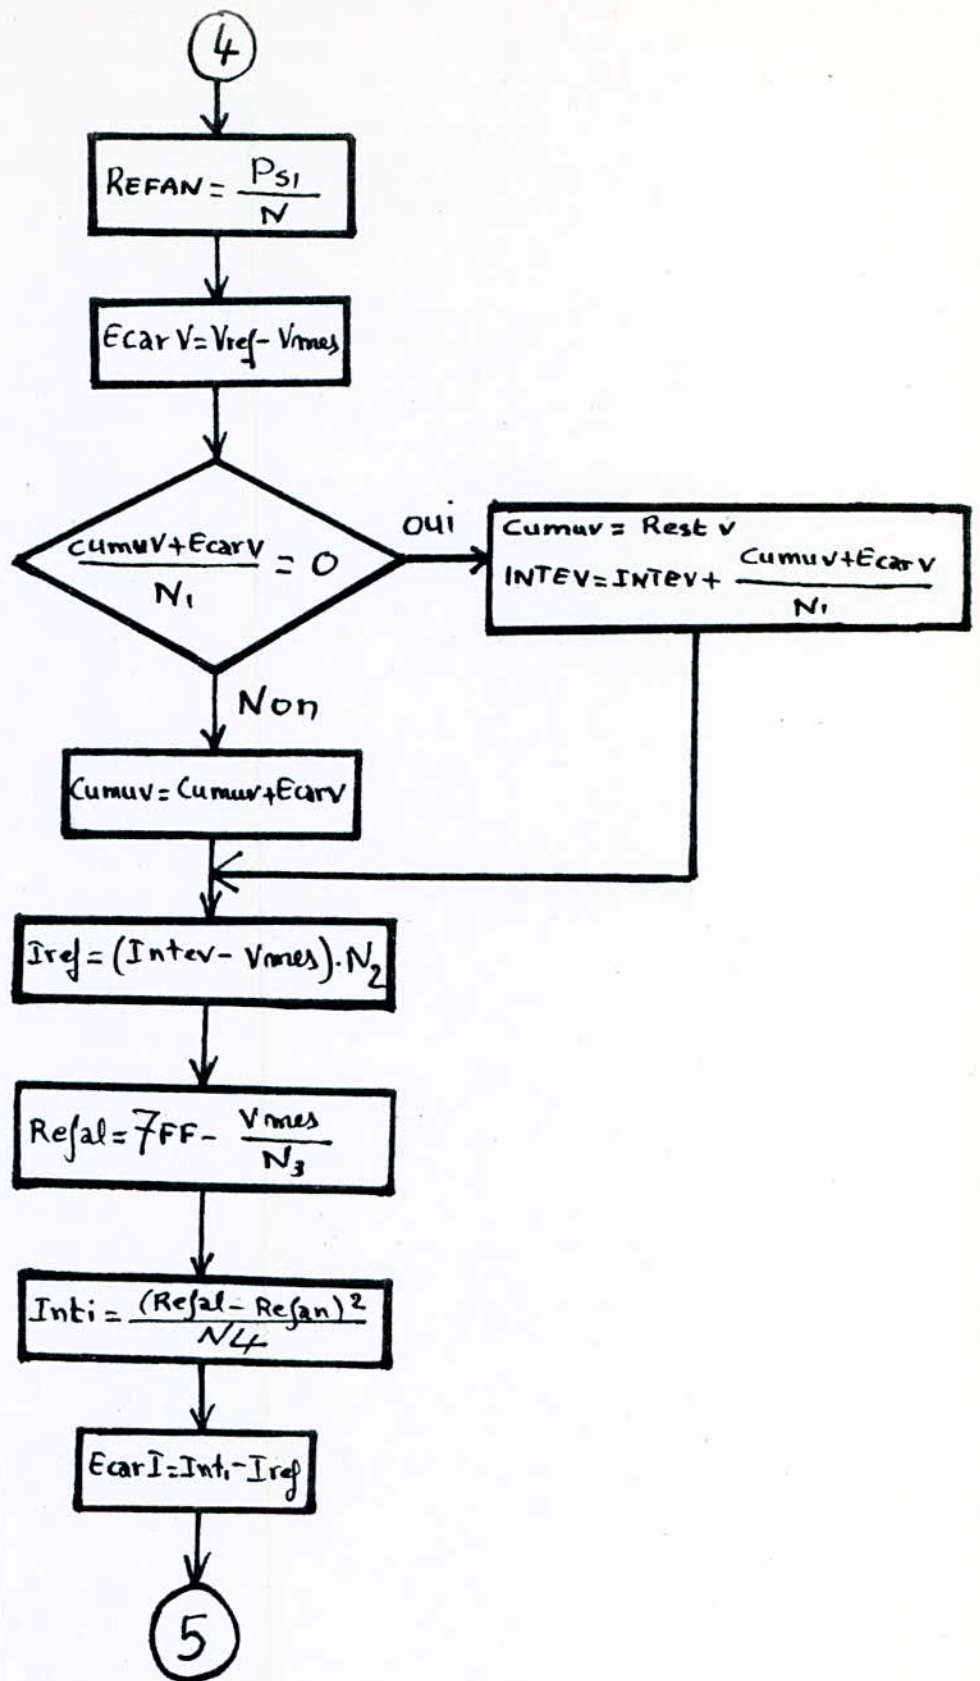 4
REFAN = Ps1/N
Ecar V = Vref - Vmes
cumuV+EcarV/N1 = 0
oui
Cumuv = Rest v
INTEV = INTEV + Cumuv+Ecar V/N1
Non
Cumuv = Cumuv+Ecarv
Iref = (Intev - Vmes).N2
Refal = 7FF - Vmes/N3
Inti = (Refal - Refan)2/N4
EcarI = Inti - Iref
5